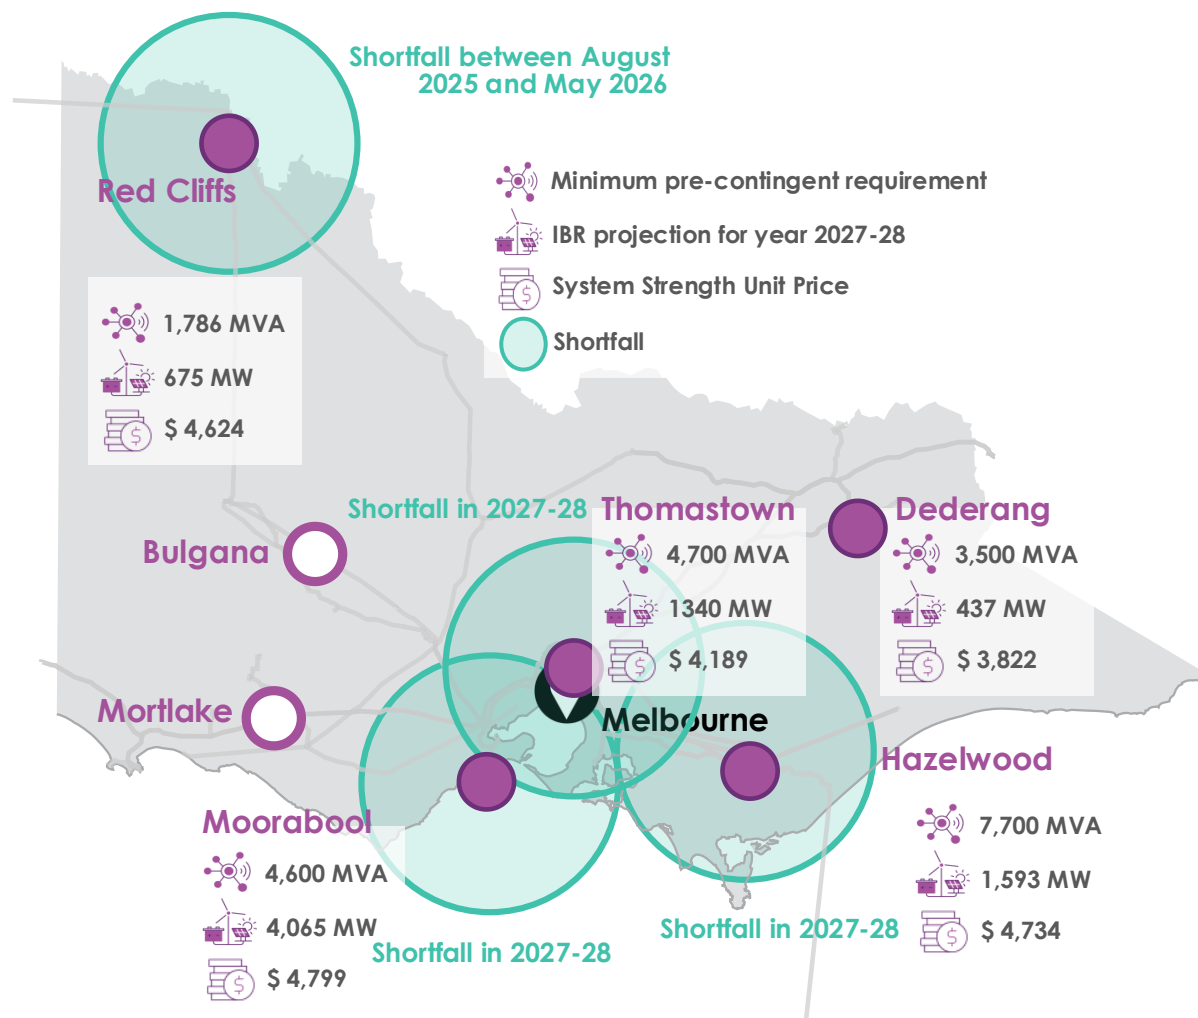 Shortfall between August
2025 and May 2026
Red Cliffs
Minimum pre-contingent requirement
IBR projection for year 2027-28
System Strength Unit Price
Shortfall
1,786 MVA
675 MW
$ 4,624
Shortfall in 2027-28
Thomastown
4,700 MVA
1340 MW
$ 4,189
Dederang
3,500 MVA
437 MW
$ 3,822
Bulgana
Mortlake
Melbourne
Hazelwood
7,700 MVA
1,593 MW
$ 4,734
Shortfall in 2027-28
Moorabool
4,600 MVA
4,065 MW
$ 4,799
Shortfall in 2027-28